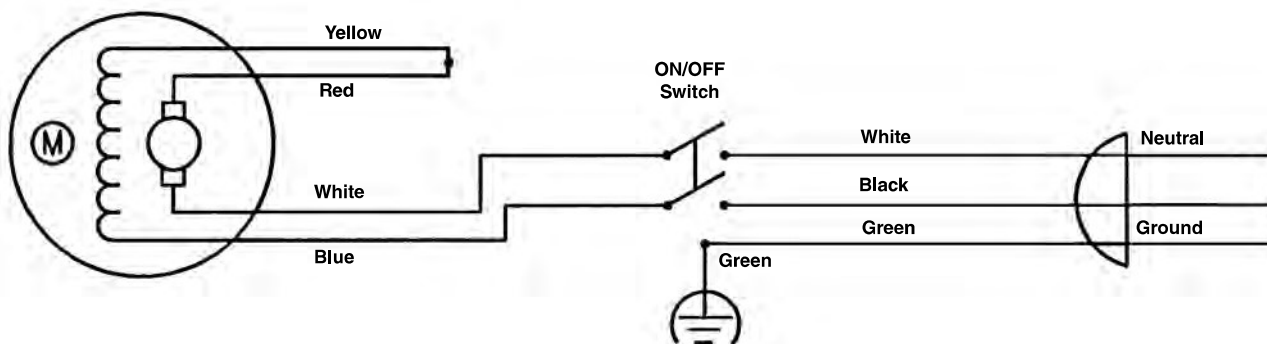 Yellow
Red
ON/OFF
Switch
M
White
Blue
White
Black
Green
Green
Neutral
Ground